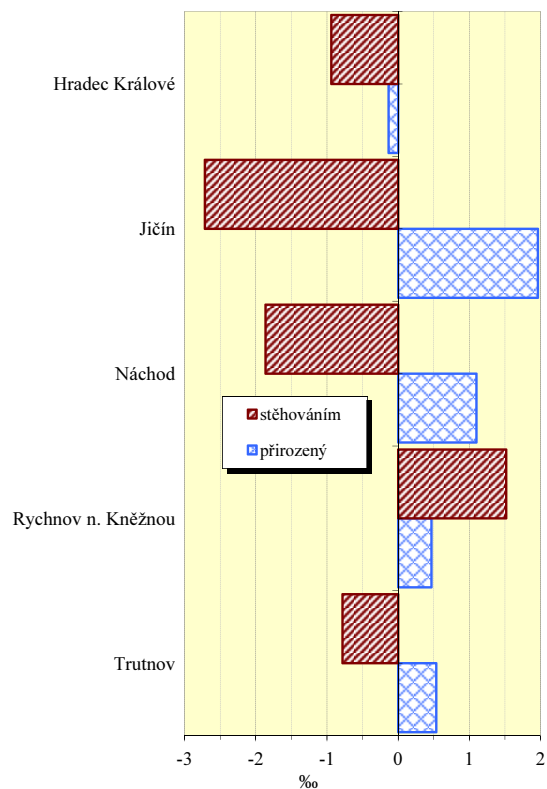 Hradec Králové
Jičín
Náchod
stěhováním
přirozený
Rychnov n. Kněžnou
Trutnov
-3 -2 -1 0 1 2
‰